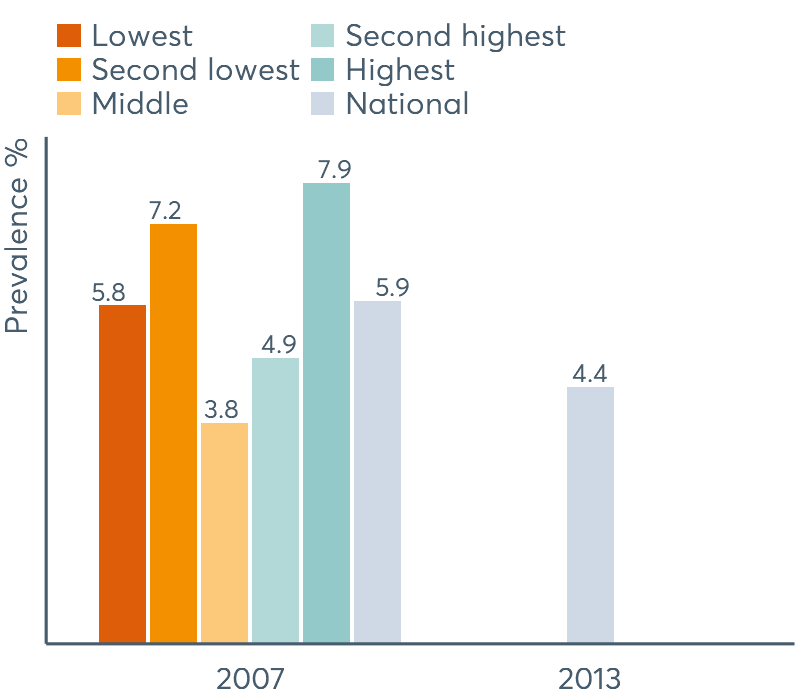 Lowest
Second lowest
Middle
Second highest
Highest
National
Prevalence %
5.8
7.2
3.8
4.9
7.9
5.9
4.4
2007
2013